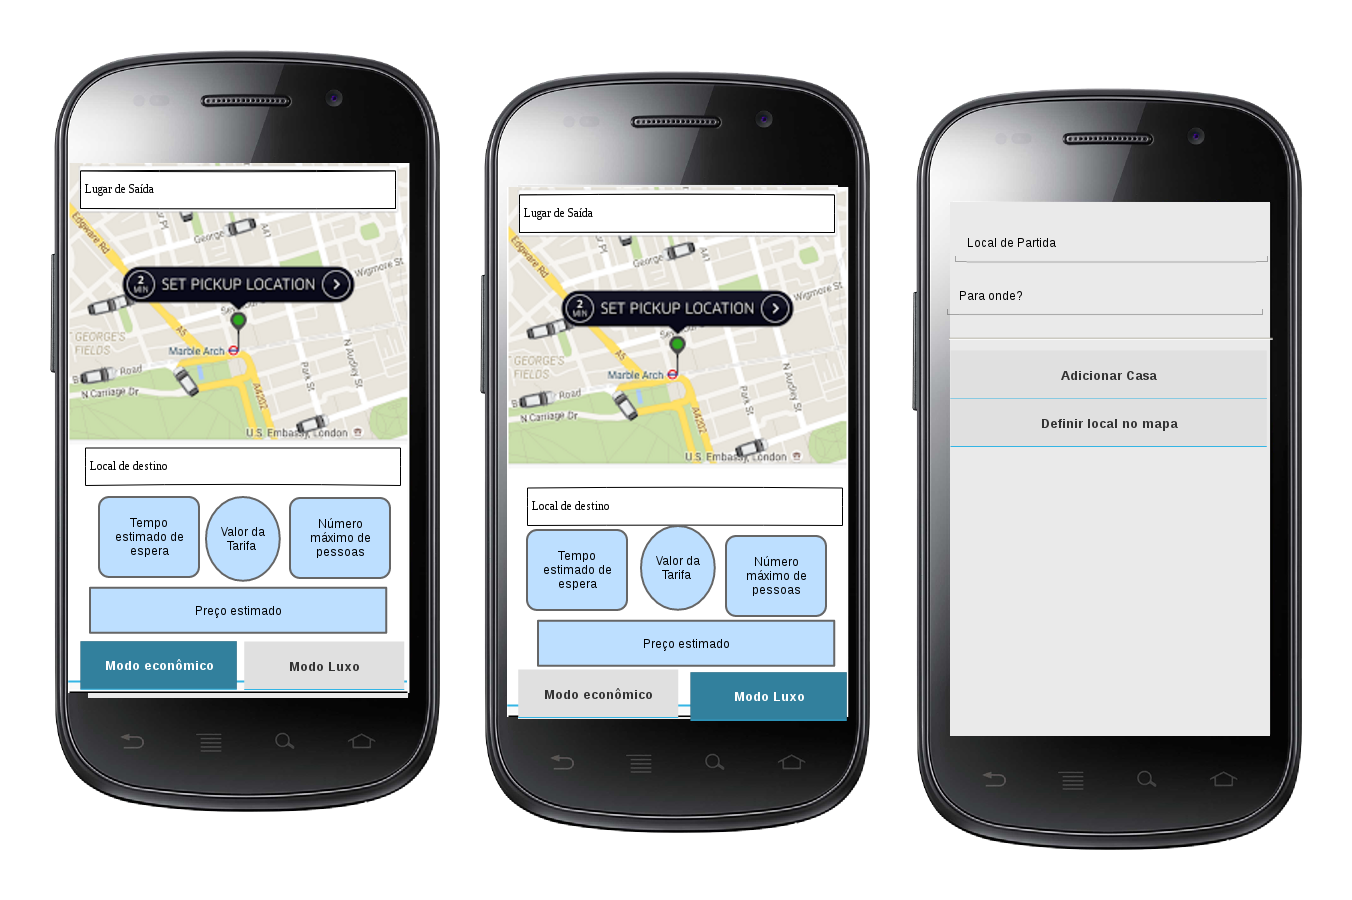 Lugar de Saída
Edgware Rd
George
A41
Wigmore St
2 MIN
SET PICKUP LOCATION
GEORGE'S
FIELDS
A5
Marble Arch
Road
N Carriage Dr
A4202
Park St
N Audley St
U.S. Embassy, London
Local de destino
Tempo
estimado de
espera
Valor da
Tarifa
Número
máximo de
pessoas
Preço estimado
Modo econômico
Modo Luxo
Lugar de Saída
Edgware Rd
George
A41
Wigmore St
2 MIN
SET PICKUP LOCATION
GEORGE'S
FIELDS
A5
Marble Arch
Road
N Carriage Dr
A4202
Park St
N Audley St
U.S. Embassy, London
Local de destino
Tempo
estimado de
espera
Valor da
Tarifa
Número
máximo de
pessoas
Preço estimado
Modo econômico
Modo Luxo
Local de Partida
Para onde?
Adicionar Casa
Definir local no mapa